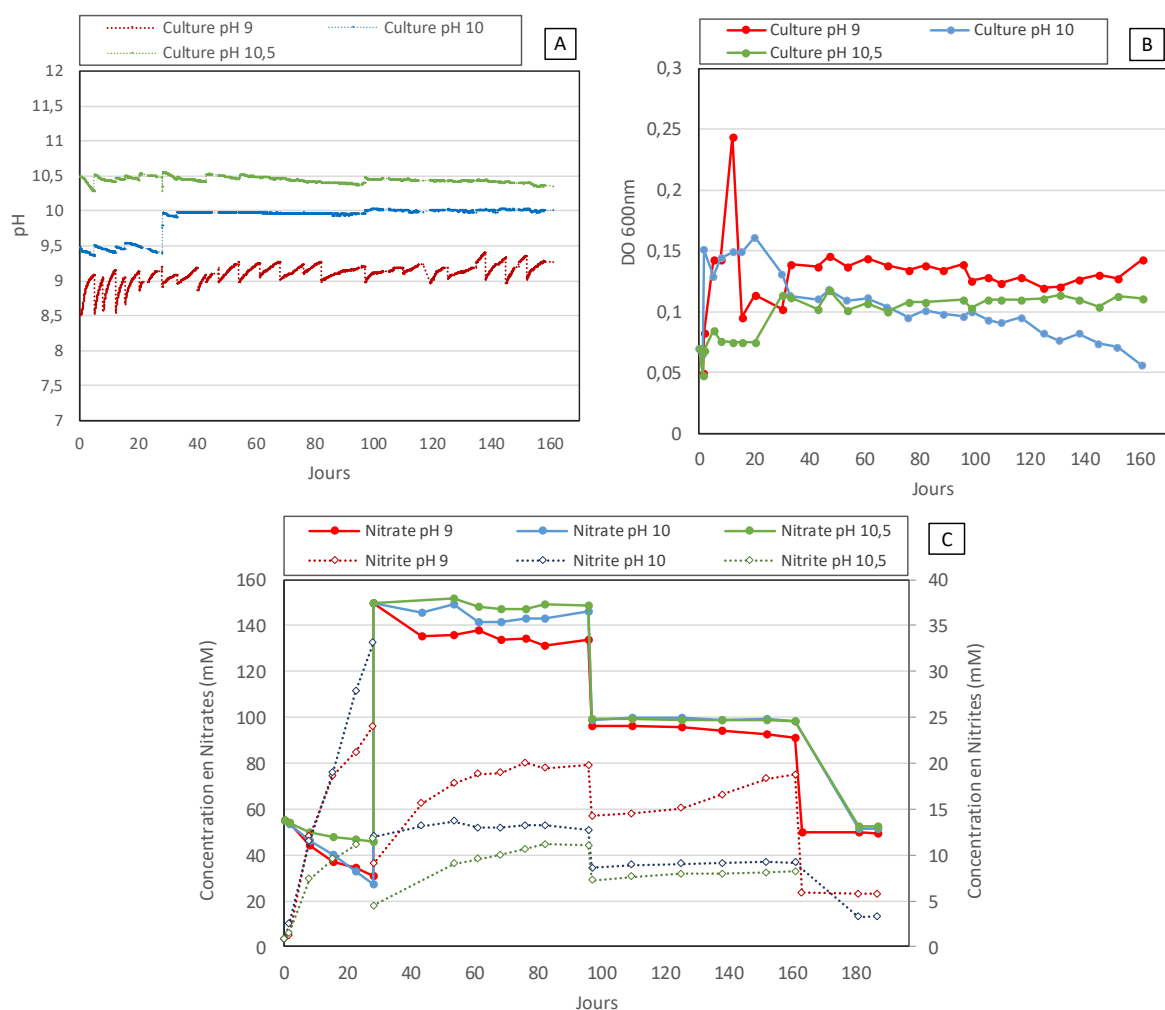 Culture pH 9 Culture pH 10
Culture pH 10,5
A
12
11,5
11
10,5
10
9,5
9
8,5
8
7,5
7
pH
0 20 40 60 80 100 120 140 160
Jours
Culture pH 9 Culture pH 10
Culture pH 10,5
B
0,3
0,25
0,2
0,15
0,1
0,05
0
DO 600nm
0 20 40 60 80 100 120 140 160
Jours
Nitrate pH 9 Nitrate pH 10 Nitrate pH 10,5
Nitrite pH 9 Nitrite pH 10 Nitrite pH 10,5
C
160
140
120
100
80
60
40
20
0
Concentration en Nitrates (mM)
40
35
30
25
20
15
10
5
0
Concentration en Nitrites (mM)
0 20 40 60 80 100 120 140 160 180
Jours